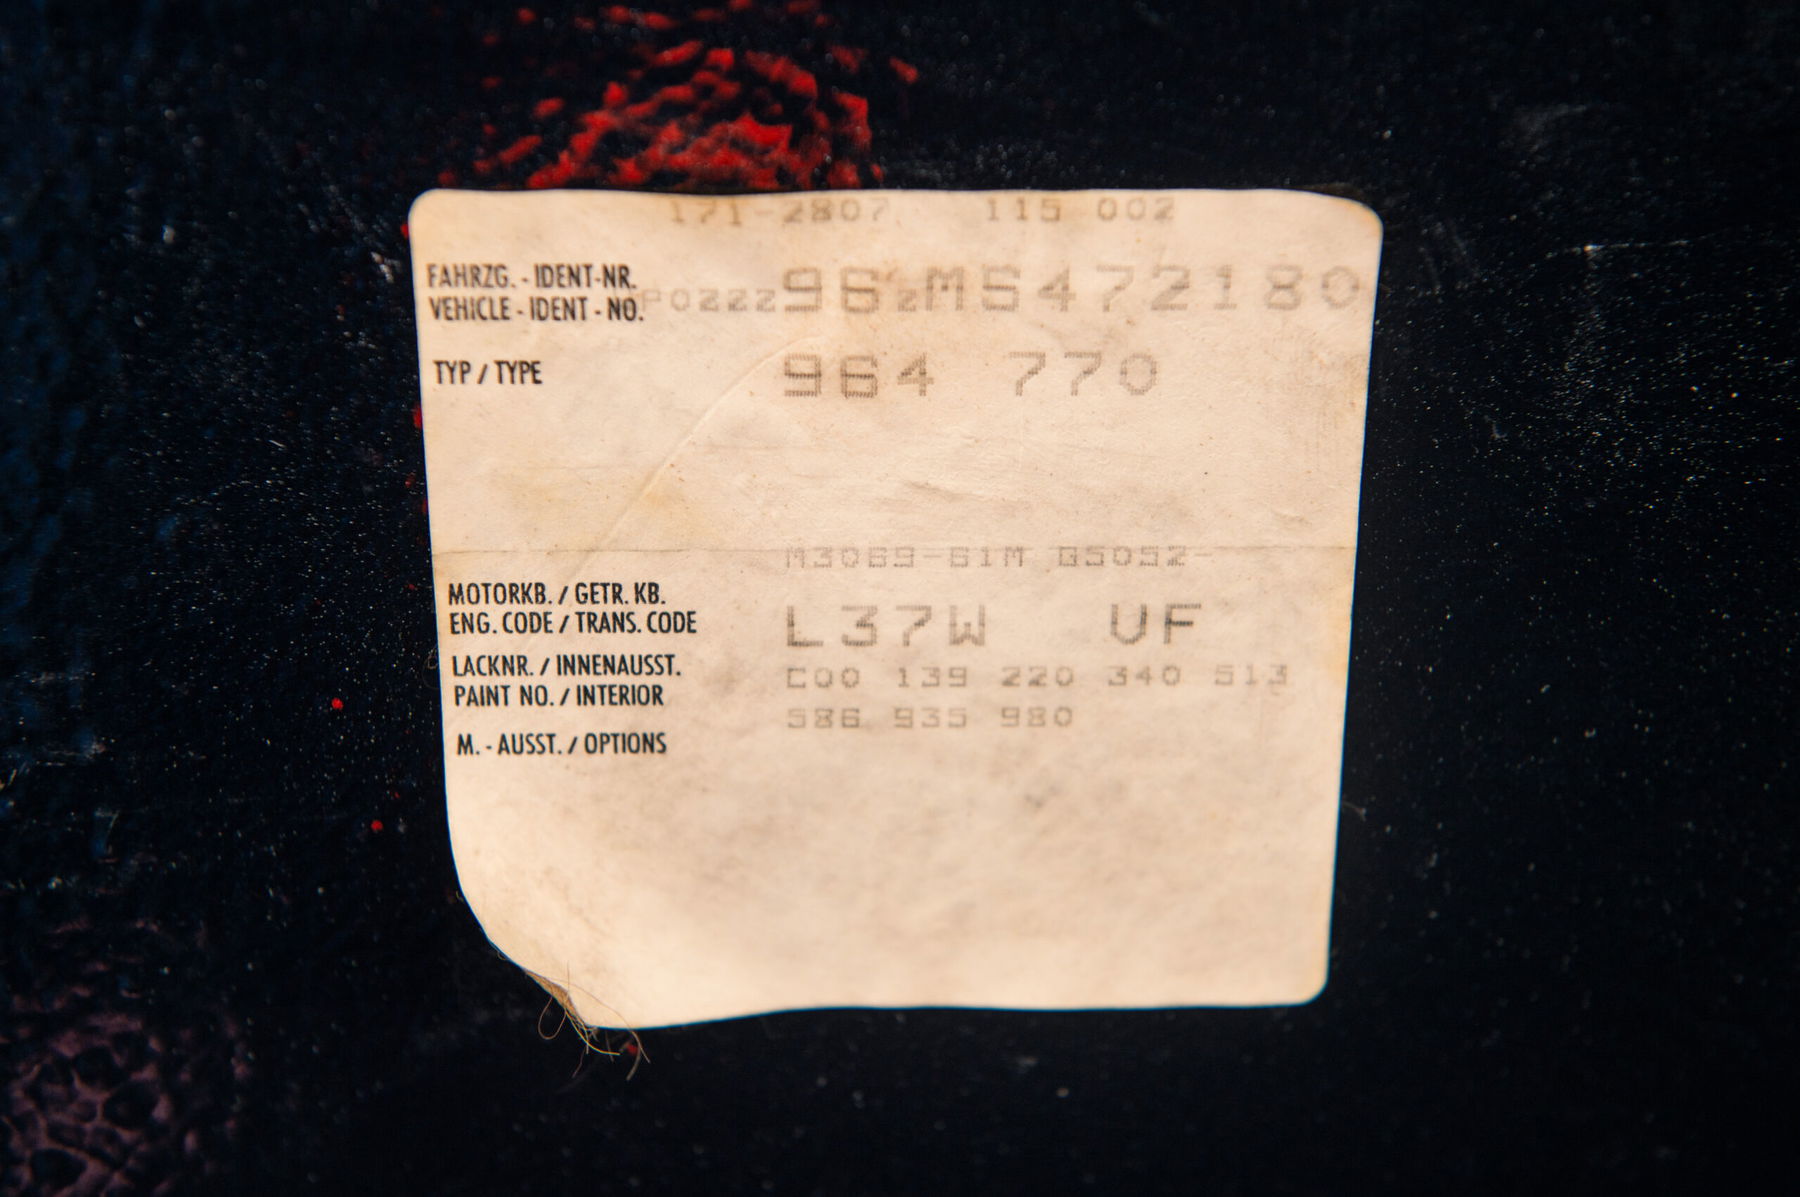 171-2807 115 002
FAHRZG. - IDENT-NR.
VEHICLE - IDENT - NO. P0ZZZ96ZMS472180
TYP / TYPE 964 770
M3069-61M G5052-
MOTORKB. / GETR. KB.
ENG. CODE / TRANS. CODE L37W UF
LACKNR. / INNENAUSST. C00 139 220 340 513
PAINT NO. / INTERIOR 586 935 980
M. - AUSST. / OPTIONS